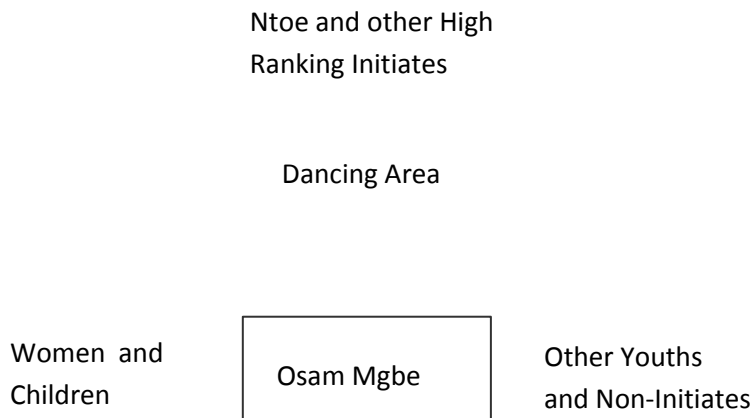 Ntoe and other High
Ranking Initiates
Dancing Area
Women and
Children
Osam Mgbe
Other Youths
and Non-Initiates